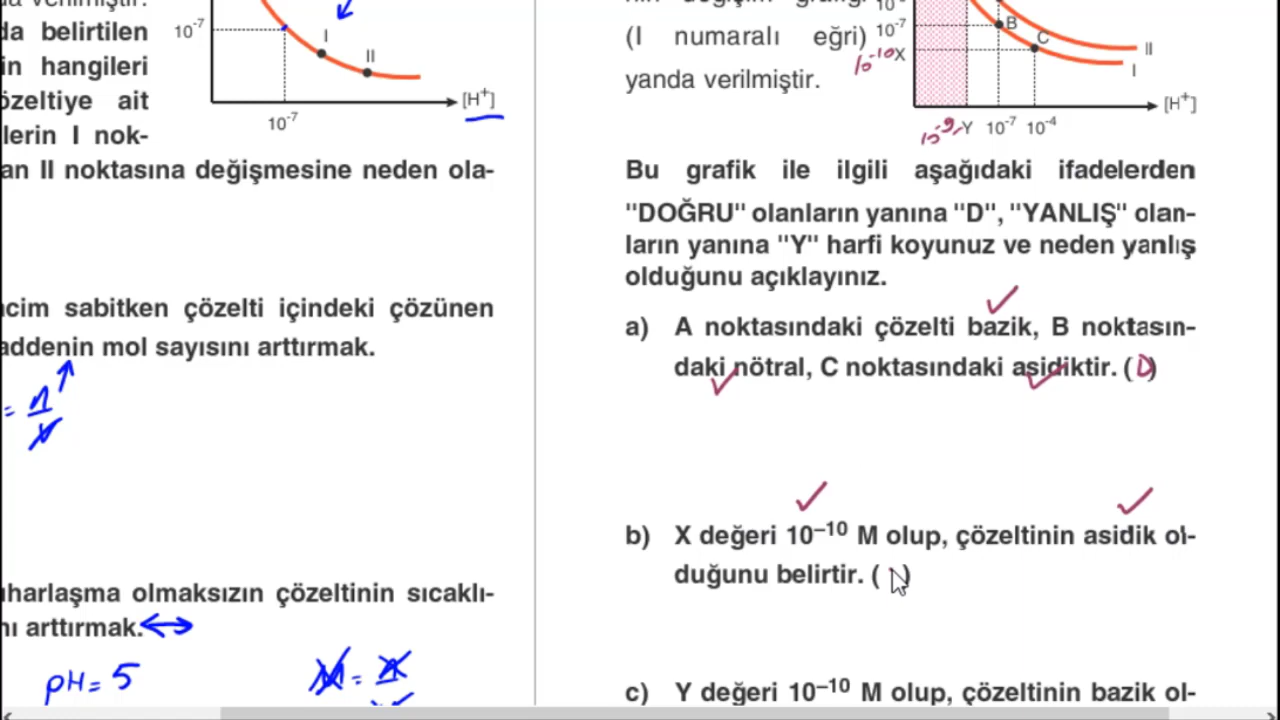 da belirtilen
in hangileri
özeltiye ait
lerin I nok-
an II noktasına değişmesine neden ola-
10⁻⁷
I
II
[H⁺]
10⁻⁷
acim sabitken çözelti içindeki çözünen
addenin mol sayısını arttırmak.
= n
v
uharlaşma olmaksızın çözeltinin sıcaklı-
nı arttırmak.
pH = 5
M = n
(I numaralı eğri)
yanda verilmiştir.
10⁻⁷
10⁻¹⁰ X
B
C
II
I
[H⁺]
10⁻⁹ Y 10⁻⁷ 10⁻⁴
Bu grafik ile ilgili aşağıdaki ifadelerden
"DOĞRU" olanların yanına "D", "YANLIŞ" olan-
ların yanına "Y" harfi koyunuz ve neden yanlış
olduğunu açıklayınız.
a) A noktasındaki çözelti bazik, B noktasın-
daki nötral, C noktasındaki asidiktir. (D)
b) X değeri 10⁻¹⁰ M olup, çözeltinin asidik ol-
duğunu belirtir. ( )
c) Y değeri 10⁻¹⁰ M olup, çözeltinin bazik ol-